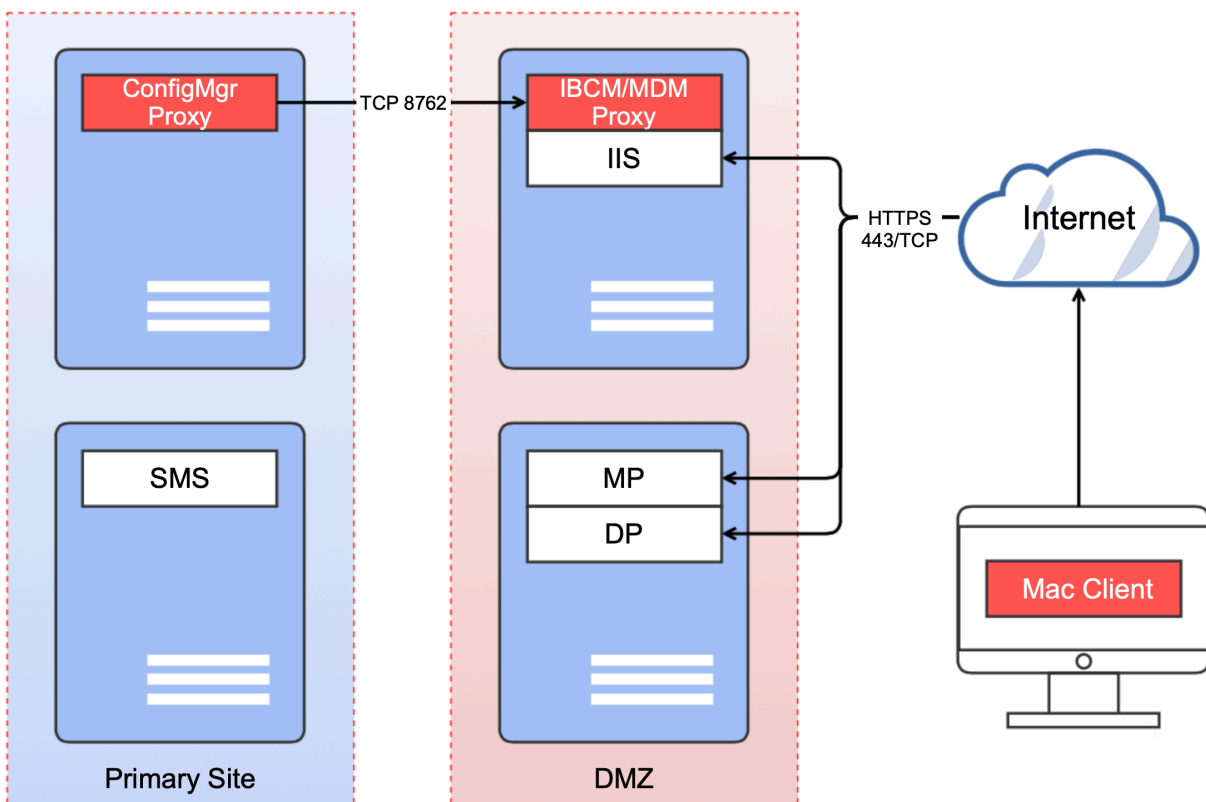 ConfigMgr
Proxy
TCP 8762
IBCM/MDM
Proxy
IIS
HTTPS
443/TCP
Internet
SMS
MP
DP
Mac Client
Primary Site
DMZ